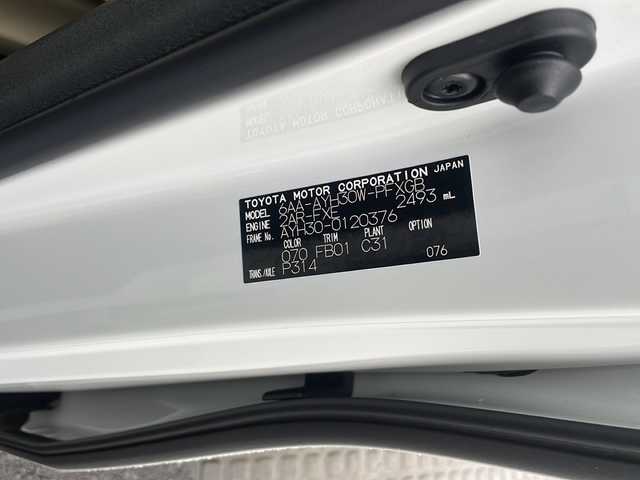 TOYOTA MOTOR CORPORATION JAPAN
MODEL 6AA-AYH30W-PFXGB
ENGINE 2AR-FXE 2493 mL
FRAME No. AYH30-0120376
COLOR TRIM PLANT OPTION
070 FB01 C31 076
TRANS./AXLE P314